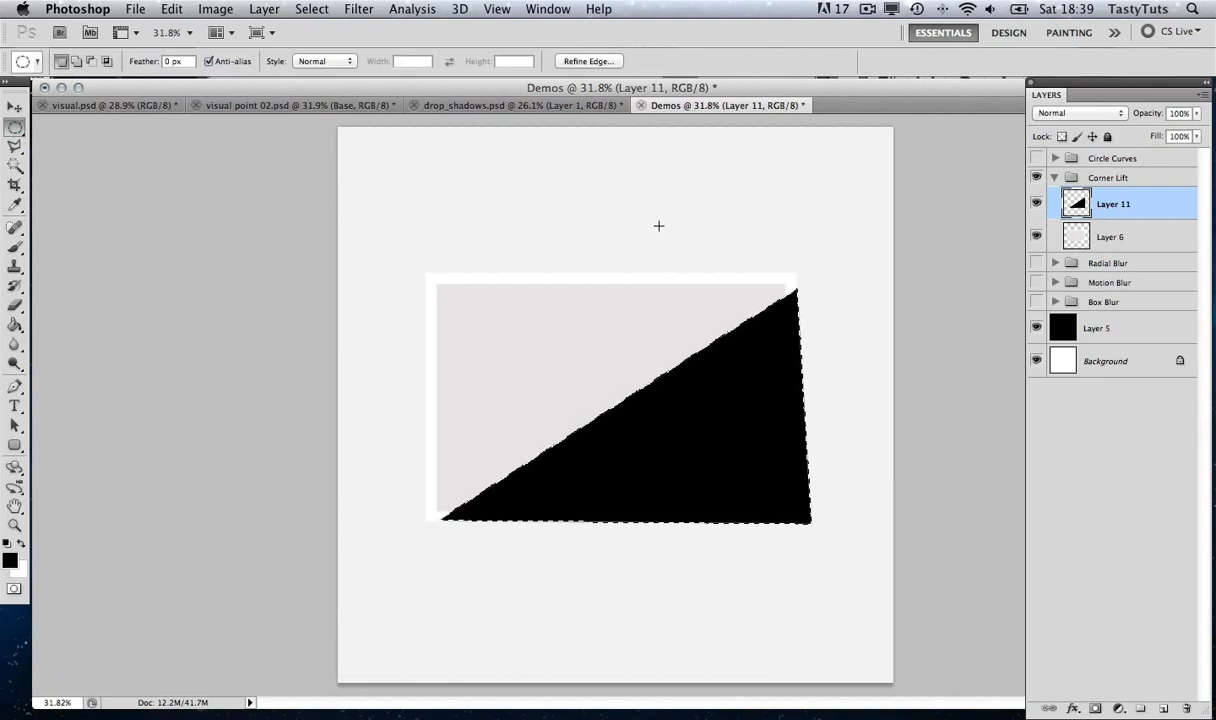 Photoshop File Edit Image Layer Select Filter Analysis 3D View Window Help 17 Sat 18:39 TastyTuts
Ps Br Mb 31.8% ESSENTIALS DESIGN PAINTING CS Live
Feather: 0 px Anti-alias Style: Normal Width: Height: Refine Edge...
Demos @ 31.8% (Layer 11, RGB/8) *
visual.psd @ 28.9% (RGB/8) * visual point 02.psd @ 31.9% (Base, RGB/8) * drop_shadows.psd @ 26.1% (Layer 1, RGB/8) * Demos @ 31.8% (Layer 11, RGB/8) *
LAYERS
Normal Opacity: 100%
Lock: Fill: 100%
Circle Curves
Corner Lift
Layer 11
Layer 6
Radial Blur
Motion Blur
Box Blur
Layer 5
Background
31.82% Doc: 12.2M/41.7M